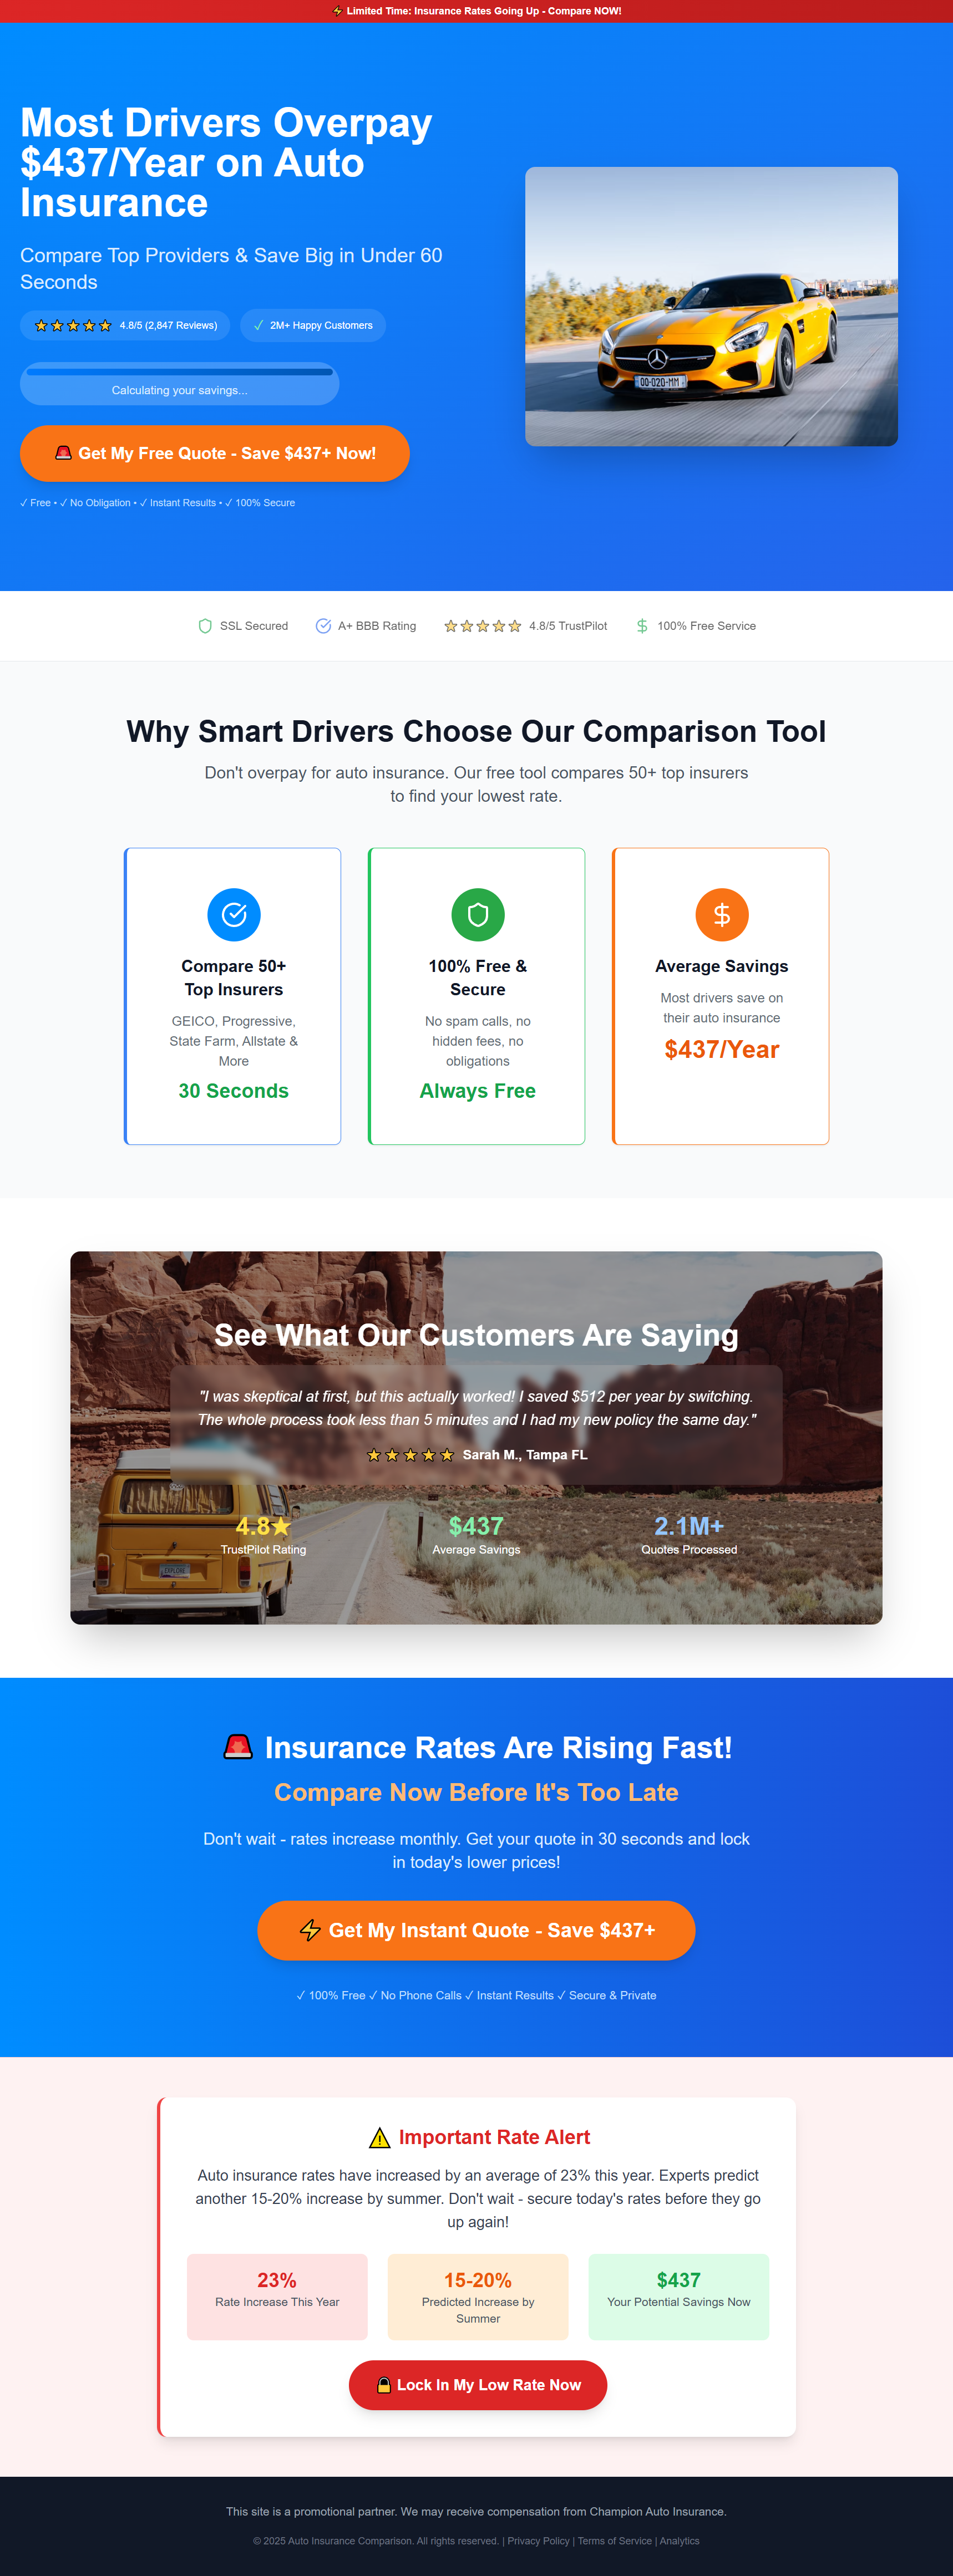 ⚡ Limited Time: Insurance Rates Going Up - Compare NOW!
Most Drivers Overpay
$437/Year on Auto
Insurance
Compare Top Providers & Save Big in Under 60
Seconds
⭐⭐⭐⭐⭐ 4.8/5 (2,847 Reviews)
✓ 2M+ Happy Customers
Calculating your savings...
🚨 Get My Free Quote - Save $437+ Now!
✓ Free • ✓ No Obligation • ✓ Instant Results • ✓ 100% Secure
00-020-MM
SSL Secured
A+ BBB Rating
⭐⭐⭐⭐⭐ 4.8/5 TrustPilot
100% Free Service
Why Smart Drivers Choose Our Comparison Tool
Don't overpay for auto insurance. Our free tool compares 50+ top insurers
to find your lowest rate.
Compare 50+
Top Insurers
GEICO, Progressive,
State Farm, Allstate &
More
30 Seconds
100% Free &
Secure
No spam calls, no
hidden fees, no
obligations
Always Free
Average Savings
Most drivers save on
their auto insurance
$437/Year
See What Our Customers Are Saying
"I was skeptical at first, but this actually worked! I saved $512 per year by switching.
The whole process took less than 5 minutes and I had my new policy the same day."
⭐⭐⭐⭐⭐ Sarah M., Tampa FL
4.8★
TrustPilot Rating
$437
Average Savings
2.1M+
Quotes Processed
EXPLORE
🚨 Insurance Rates Are Rising Fast!
Compare Now Before It's Too Late
Don't wait - rates increase monthly. Get your quote in 30 seconds and lock
in today's lower prices!
⚡ Get My Instant Quote - Save $437+
✓ 100% Free ✓ No Phone Calls ✓ Instant Results ✓ Secure & Private
⚠️ Important Rate Alert
Auto insurance rates have increased by an average of 23% this year. Experts predict
another 15-20% increase by summer. Don't wait - secure today's rates before they go
up again!
23%
Rate Increase This Year
15-20%
Predicted Increase by
Summer
$437
Your Potential Savings Now
🔒 Lock In My Low Rate Now
This site is a promotional partner. We may receive compensation from Champion Auto Insurance.
© 2025 Auto Insurance Comparison. All rights reserved. | Privacy Policy | Terms of Service | Analytics